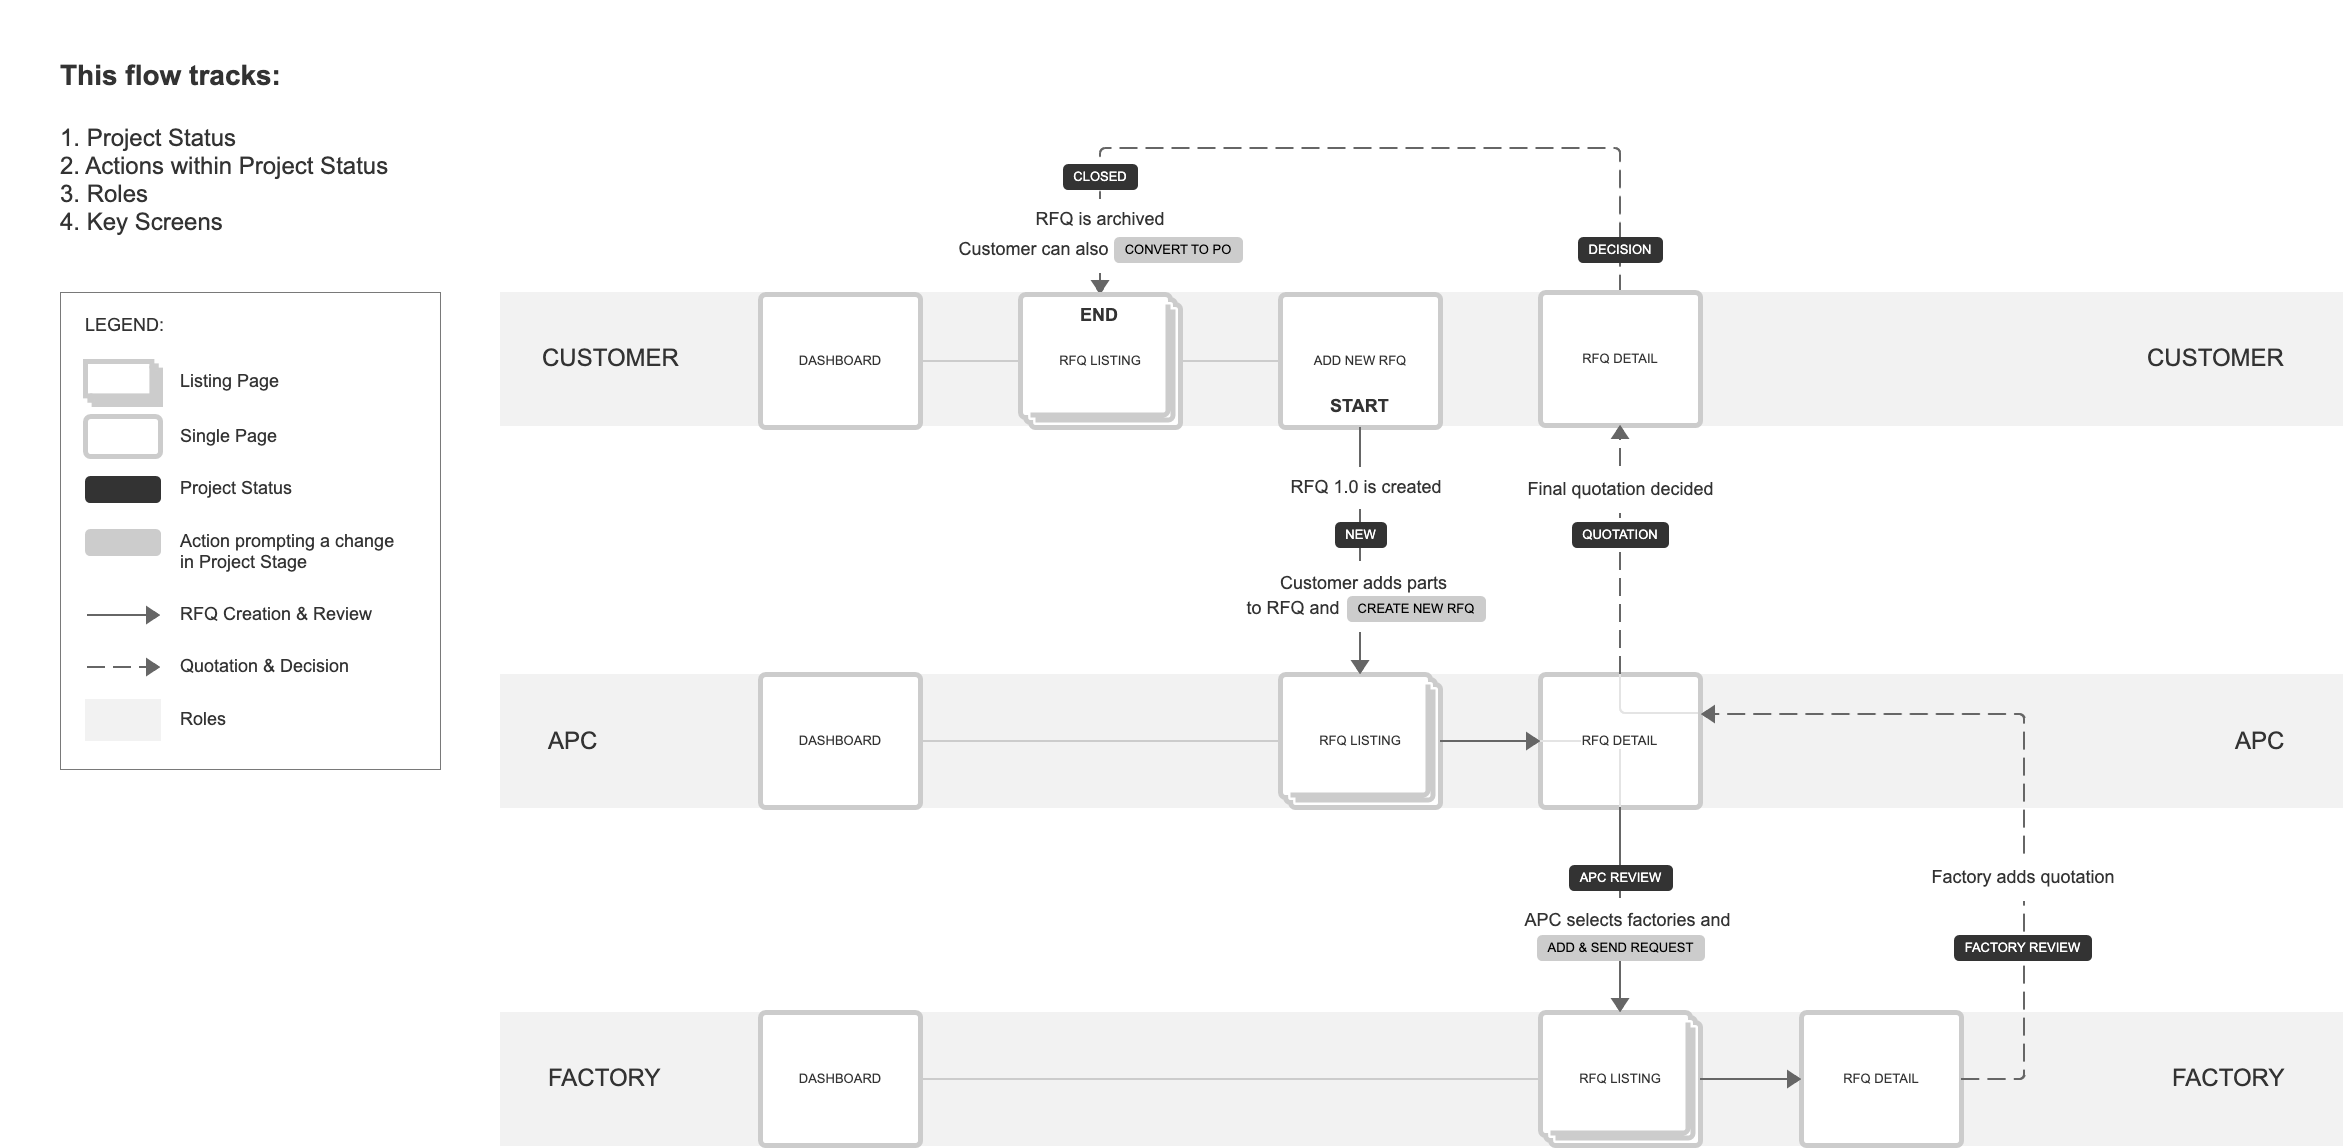 This flow tracks:
1. Project Status
2. Actions within Project Status
3. Roles
4. Key Screens
LEGEND:
Listing Page
Single Page
Project Status
Action prompting a change
in Project Stage
RFQ Creation & Review
Quotation & Decision
Roles
CLOSED
RFQ is archived
Customer can also CONVERT TO PO
DECISION
CUSTOMER
DASHBOARD
END
RFQ LISTING
ADD NEW RFQ
START
RFQ DETAIL
CUSTOMER
RFQ 1.0 is created
NEW
Customer adds parts
to RFQ and CREATE NEW RFQ
Final quotation decided
QUOTATION
APC
DASHBOARD
RFQ LISTING
RFQ DETAIL
APC
APC REVIEW
APC selects factories and
ADD & SEND REQUEST
Factory adds quotation
FACTORY REVIEW
FACTORY
DASHBOARD
RFQ LISTING
RFQ DETAIL
FACTORY